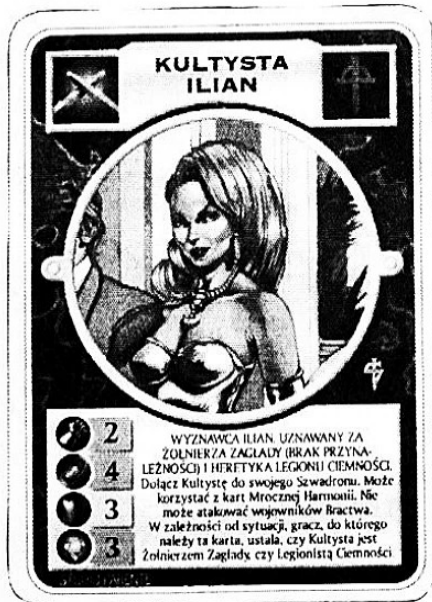 KULTYSTA
ILIAN
2
4
3
3
WYZNAWCA ILIAN. UZNAWANY ZA
ŻOŁNIERZA ZAGŁADY (BRAK PRZYNA-
LEŻNOŚCI) I HERETYKA LEGIONU CIEMNOŚCI.
Dołącz Kultystę do swojego Szwadronu. Może
korzystać z kart Mrocznej Harmonii. Nie
może atakować wojowników Bractwa.
W zależności od sytuacji, gracz, do którego
należy ta karta, ustala, czy Kultysta jest
Żołnierzem Zagłady, czy Legionistą Ciemności